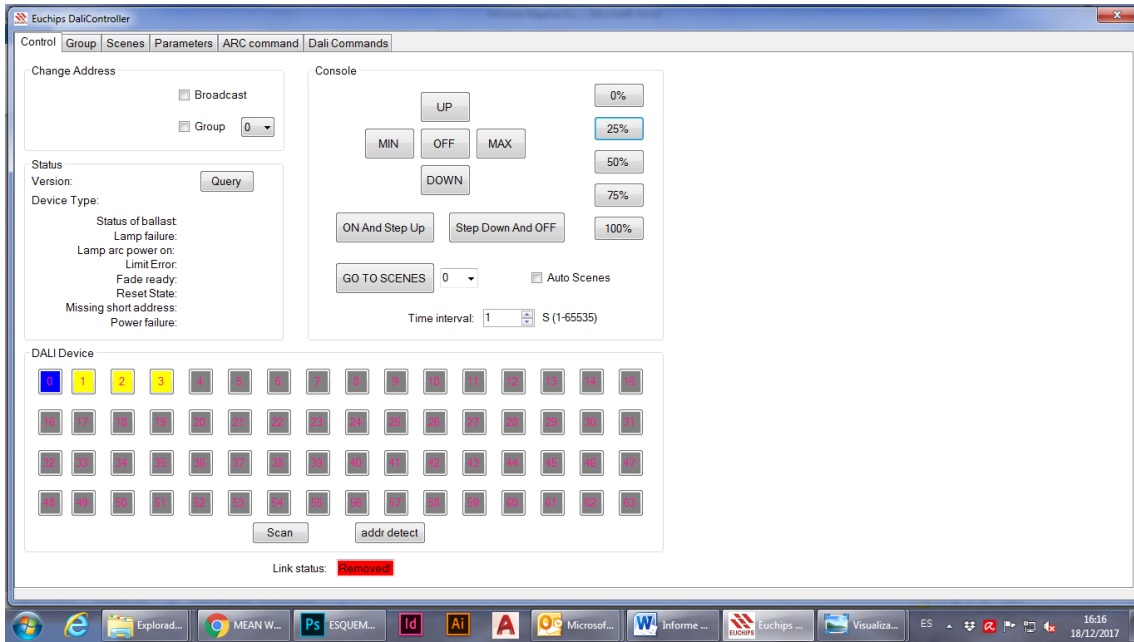 Euchips DaliController
Control Group Scenes Parameters ARC command Dali Commands
Change Address
Broadcast
Group 0
Status
Version: Query
Device Type:
Status of ballast:
Lamp failure:
Lamp arc power on:
Limit Error:
Fade ready:
Reset State:
Missing short address:
Power failure:
Console
UP
MIN OFF MAX
DOWN
0%
25%
50%
75%
100%
ON And Step Up Step Down And OFF
GO TO SCENES 0 Auto Scenes
Time interval: 1 S (1-65535)
DALI Device
0 1 2 3 4 5 6 7 8 9 10 11 12 13 14 15
16 17 18 19 20 21 22 23 24 25 26 27 28 29 30 31
32 33 34 35 36 37 38 39 40 41 42 43 44 45 46 47
48 49 50 51 52 53 54 55 56 57 58 59 60 61 62 63
Scan addr detect
Link status: Removed!
Explorad... MEAN W... Ps ESQUEM... Id Ai Microsof... Informe ... EUCHIPS Euchips ... Visualiza... ES 16:16
18/12/2017